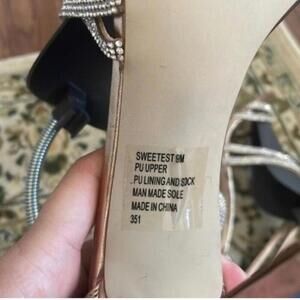 SWEETEST 9M
PU UPPER
.PU LINING AND SOCK
MAN MADE SOLE
MADE IN CHINA
351